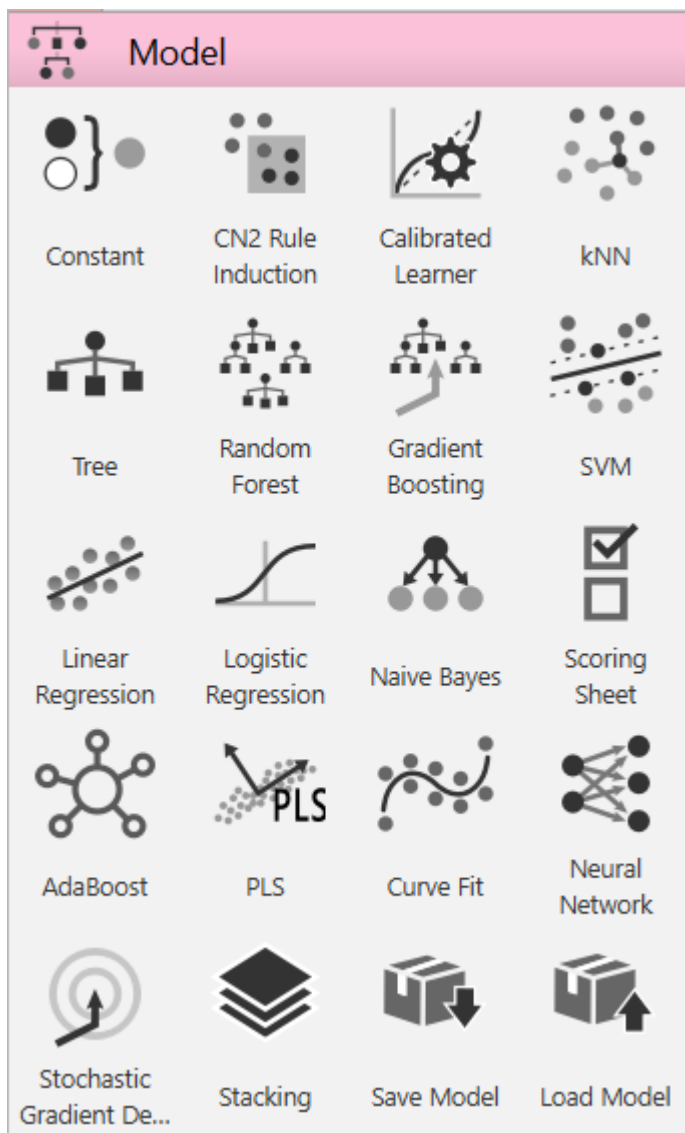 Model
Constant
CN2 Rule
Induction
Calibrated
Learner
kNN
Tree
Random
Forest
Gradient
Boosting
SVM
Linear
Regression
Logistic
Regression
Naive Bayes
Scoring
Sheet
AdaBoost
PLS
PLS
Curve Fit
Neural
Network
Stochastic
Gradient De...
Stacking
Save Model
Load Model